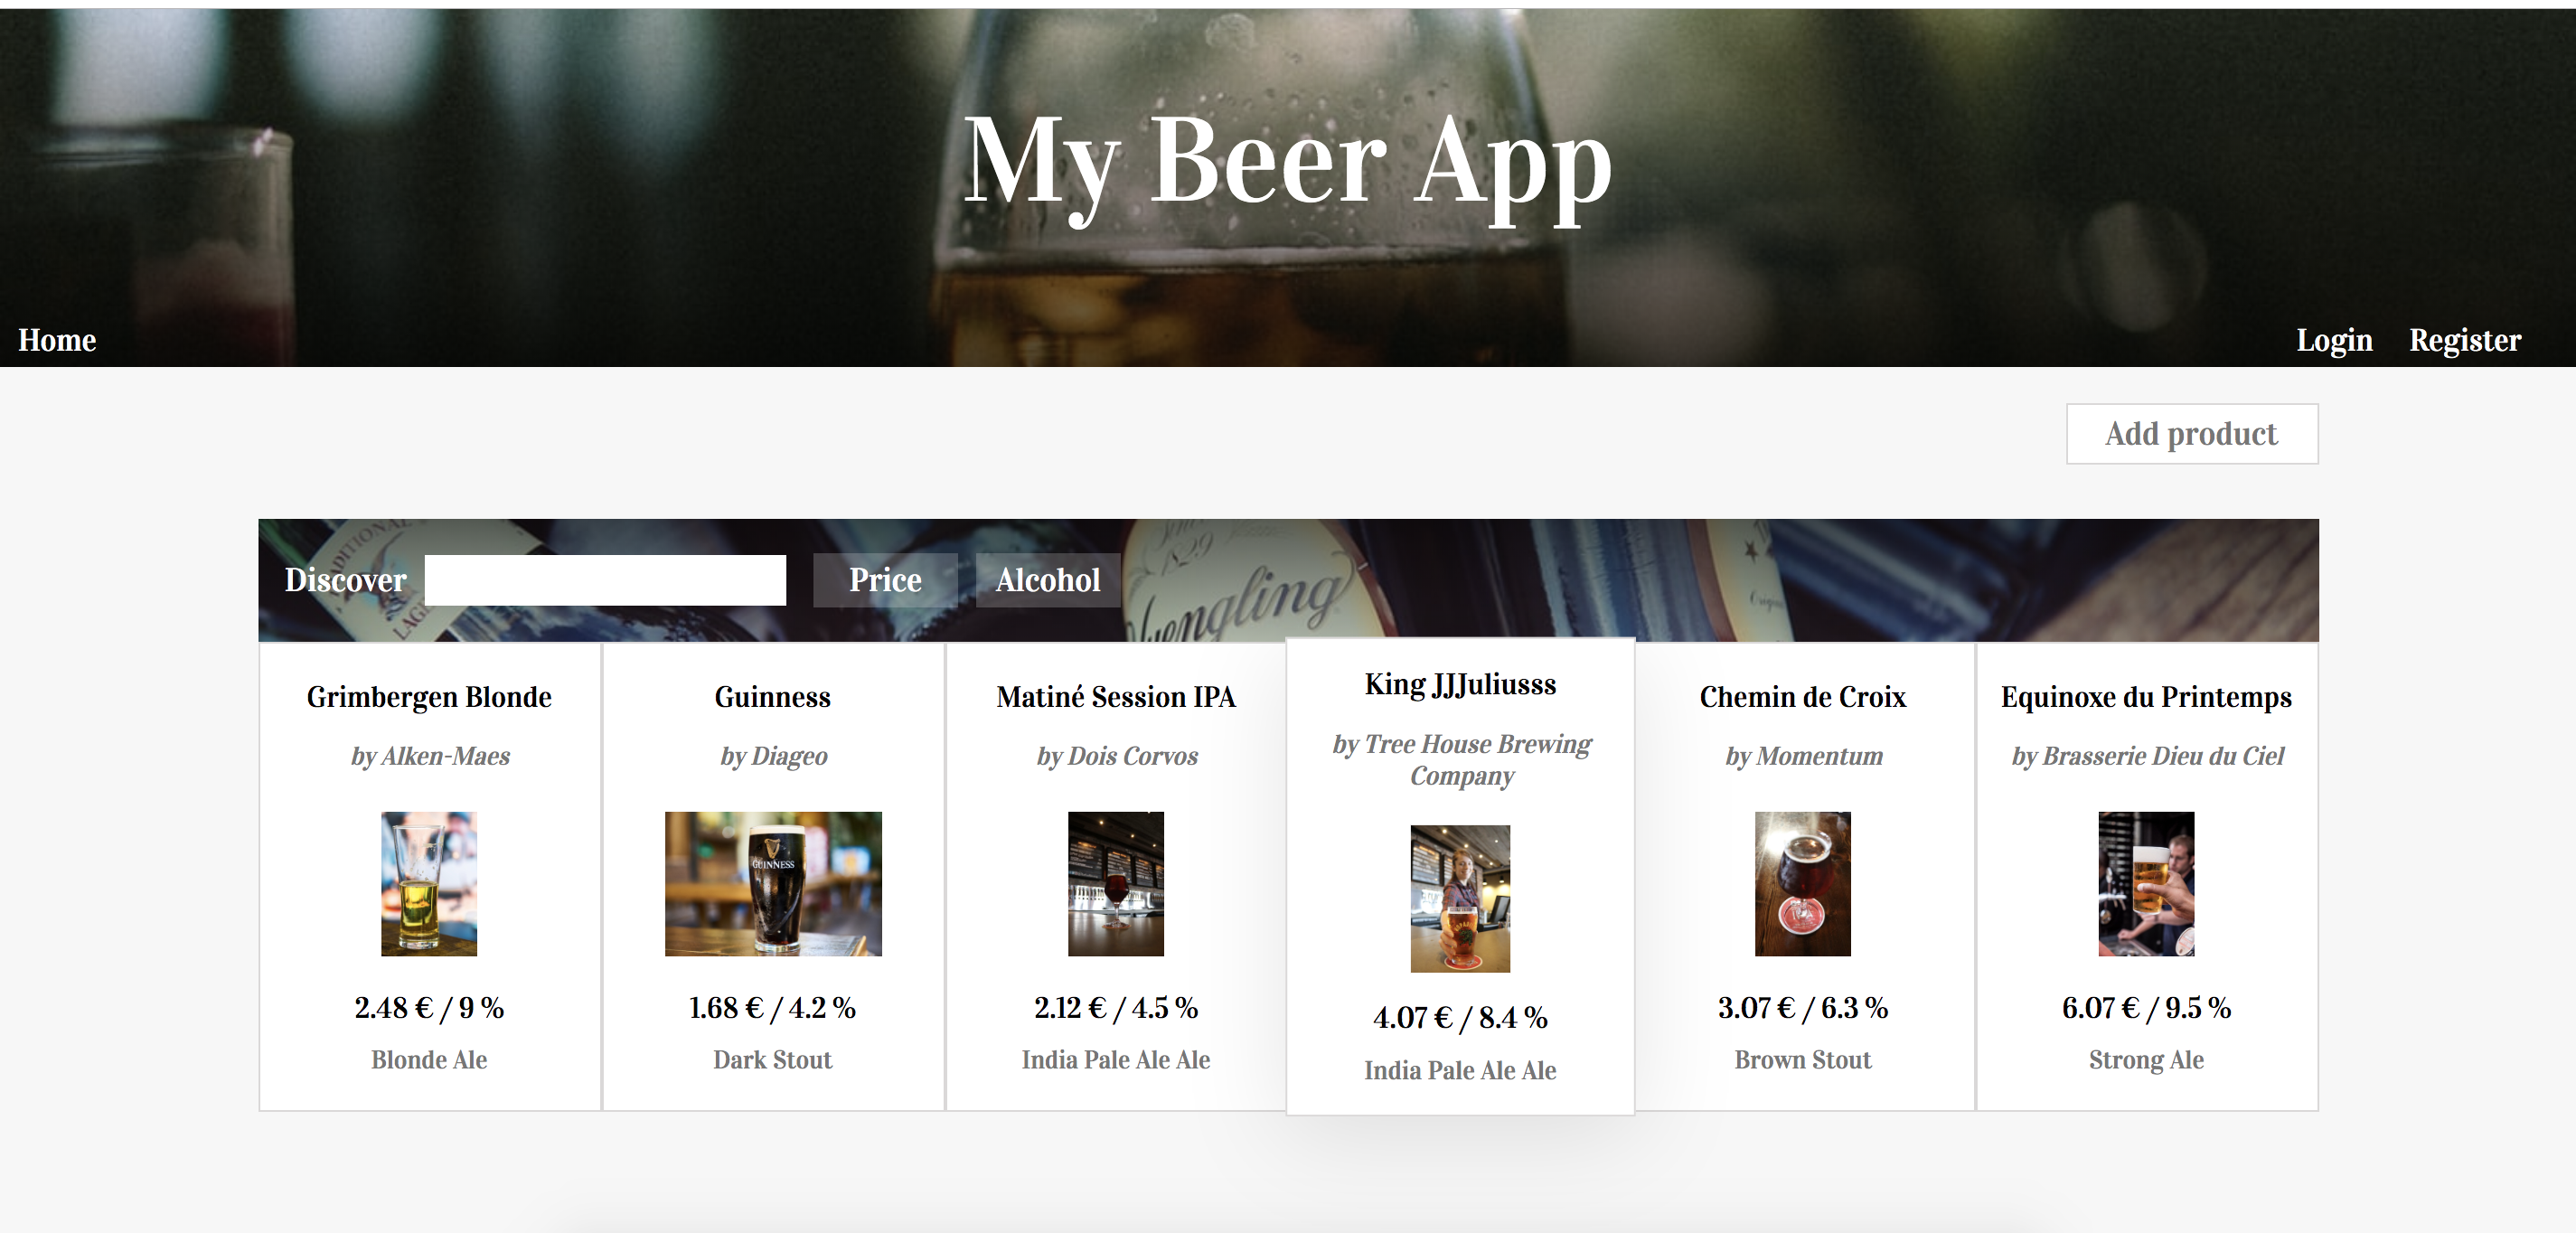 My Beer App
Home
Login
Register
Add product
TRADITIONAL
LAG
1829
Yuengling
Discover
Price
Alcohol
Grimbergen Blonde
by Alken-Maes
2.48 € / 9 %
Blonde Ale
Guinness
by Diageo
GUINNESS
1.68 € / 4.2 %
Dark Stout
Matiné Session IPA
by Dois Corvos
2.12 € / 4.5 %
India Pale Ale Ale
King JJJuliusss
by Tree House Brewing
Company
4.07 € / 8.4 %
India Pale Ale Ale
Chemin de Croix
by Momentum
3.07 € / 6.3 %
Brown Stout
Equinoxe du Printemps
by Brasserie Dieu du Ciel
6.07 € / 9.5 %
Strong Ale